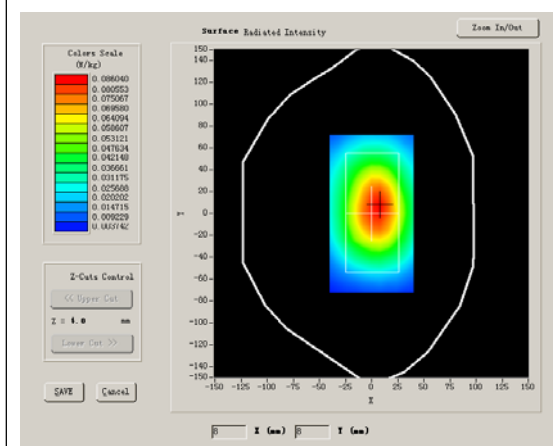 Surface Radiated Intensity
Zoom In/Out
Colors Scale
(W/kg)
0.086040
0.080553
0.075067
0.069580
0.064094
0.058607
0.053121
0.047634
0.042148
0.036661
0.031175
0.025688
0.020202
0.014715
0.009229
0.003742
150
140
120
100
80
60
40
20
0
-20
-40
-60
-80
-100
-120
-140
-150
Y
-150 -125 -100 -75 -50 -25 0 25 50 75 100 125 150
X
Z-Cuts Control
<< Upper Cut
Z = 4.0 mm
Lower Cut >>
SAVE Cancel
8 X (mm) 8 Y (mm)